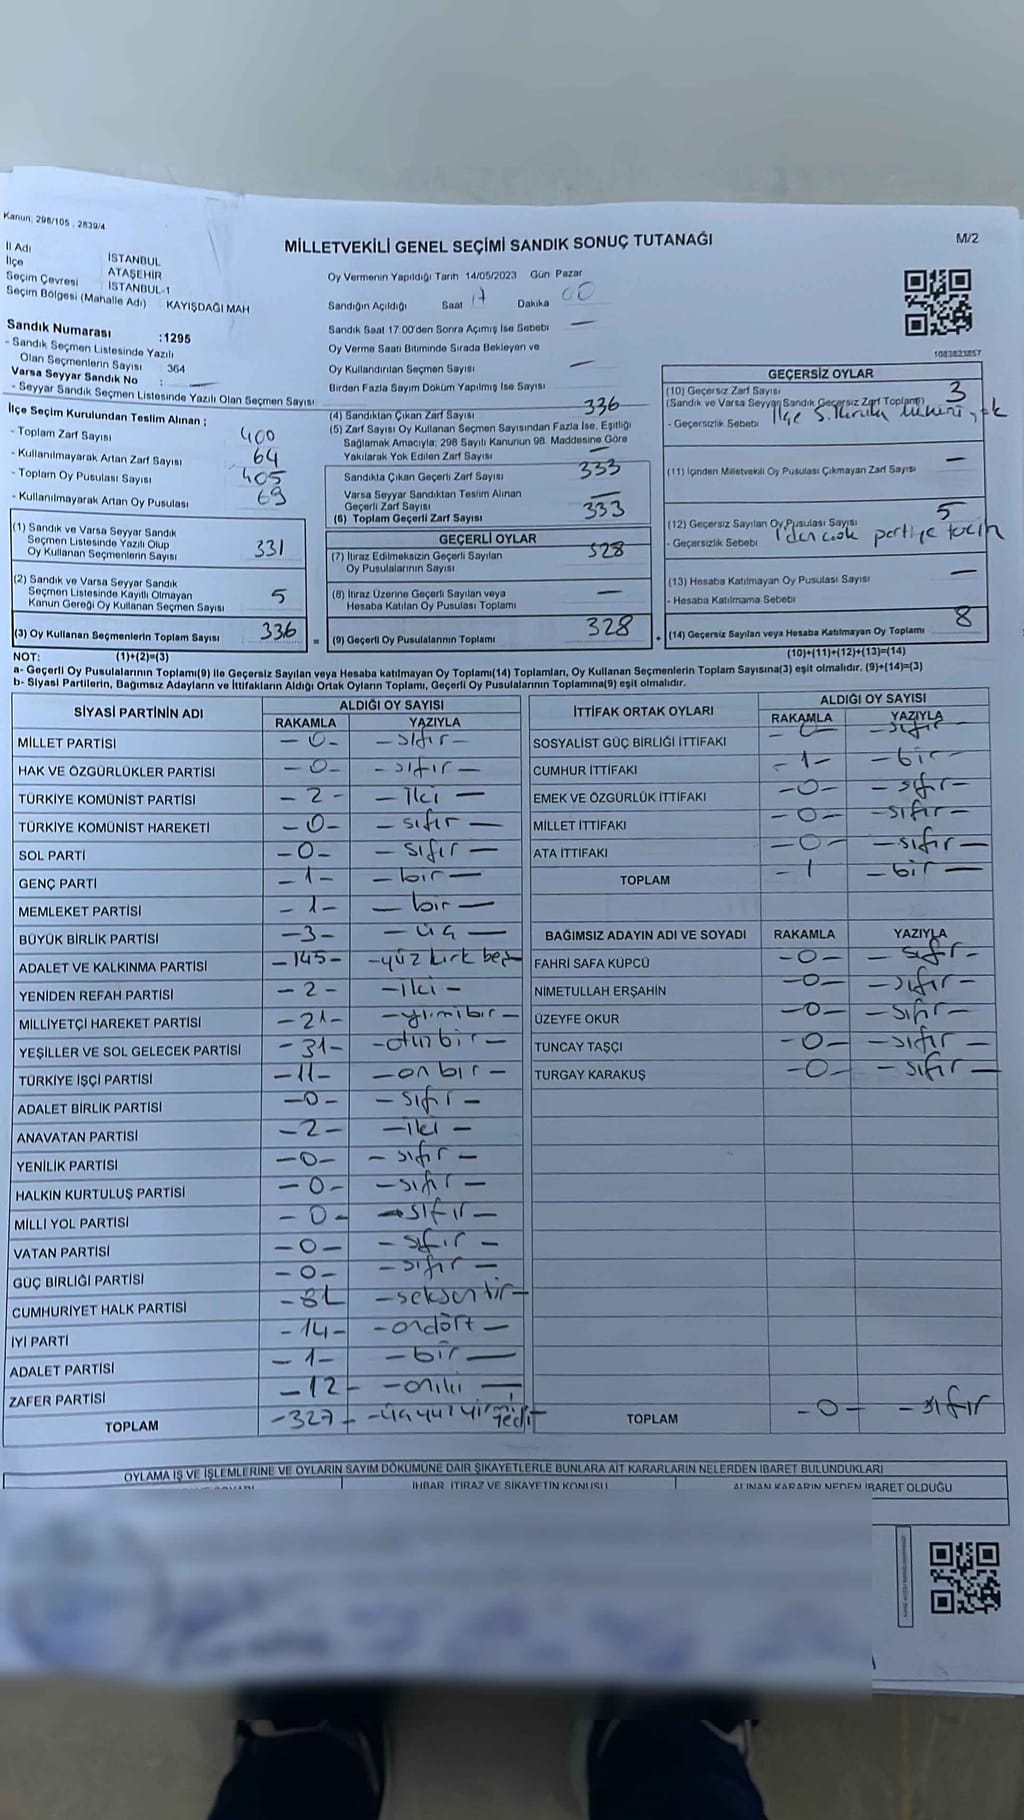 Kanun: 298/105 , 2839/4
MİLLETVEKİLİ GENEL SEÇİMİ SANDIK SONUÇ TUTANAĞI
M/2
İl Adı İSTANBUL
İlçe ATAŞEHİR
Seçim Çevresi İSTANBUL-1
Seçim Bölgesi (Mahalle Adı) KAYIŞDAĞI MAH
Sandık Numarası :1295
- Sandık Seçmen Listesinde Yazılı
Olan Seçmenlerin Sayısı 364
Varsa Seyyar Sandık No : —
- Seyyar Sandık Seçmen Listesinde Yazılı Olan Seçmen Sayısı
Oy Vermenin Yapıldığı Tarih 14/05/2023 Gün Pazar
Sandığın Açıldığı Saat 17 Dakika 00
Sandık Saat 17:00'den Sonra Açılmış İse Sebebi —
Oy Verme Saati Bitiminde Sırada Bekleyen ve
Oy Kullandırılan Seçmen Sayısı —
Birden Fazla Sayım Döküm Yapılmış İse Sayısı
1083823857
İlçe Seçim Kurulundan Teslim Alınan ;
- Toplam Zarf Sayısı 400
- Kullanılmayarak Artan Zarf Sayısı 64
- Toplam Oy Pusulası Sayısı 405
- Kullanılmayarak Artan Oy Pusulası 69
(1) Sandık ve Varsa Seyyar Sandık
Seçmen Listesinde Yazılı Olup
Oy Kullanan Seçmenlerin Sayısı 331
(2) Sandık ve Varsa Seyyar Sandık
Seçmen Listesinde Kayıtlı Olmayan
Kanun Gereği Oy Kullanan Seçmen Sayısı 5
(3) Oy Kullanan Seçmenlerin Toplam Sayısı 336 =
(4) Sandıktan Çıkan Zarf Sayısı 336
(5) Zarf Sayısı Oy Kullanan Seçmen Sayısından Fazla İse, Eşitliği
Sağlamak Amacıyla; 298 Sayılı Kanunun 98. Maddesine Göre
Yakılarak Yok Edilen Zarf Sayısı —
Sandıkta Çıkan Geçerli Zarf Sayısı 333
Varsa Seyyar Sandıktan Teslim Alınan
Geçerli Zarf Sayısı —
(6) Toplam Geçerli Zarf Sayısı 333
GEÇERLİ OYLAR
(7) İtiraz Edilmeksizin Geçerli Sayılan
Oy Pusulalarının Sayısı 328
(8) İtiraz Üzerine Geçerli Sayılan veya
Hesaba Katılan Oy Pusulası Toplamı —
(9) Geçerli Oy Pusulalarının Toplamı 328 +
GEÇERSİZ OYLAR
(10) Geçersiz Zarf Sayısı 3
(Sandık ve Varsa Seyyar Sandık Geçersiz Zarf Toplamı)
- Geçersizlik Sebebi İlçe S. Kurulu mührü yok
(11) İçinden Milletvekili Oy Pusulası Çıkmayan Zarf Sayısı —
(12) Geçersiz Sayılan Oy Pusulası Sayısı 5
- Geçersizlik Sebebi 1'den çok partiye tercih
(13) Hesaba Katılmayan Oy Pusulası Sayısı —
- Hesaba Katılmama Sebebi
(14) Geçersiz Sayılan veya Hesaba Katılmayan Oy Toplamı 8
NOT: (1)+(2)=(3)
(10)+(11)+(12)+(13)=(14)
a- Geçerli Oy Pusulalarının Toplamı(9) ile Geçersiz Sayılan veya Hesaba katılmayan Oy Toplamı(14) Toplamları, Oy Kullanan Seçmenlerin Toplam Sayısına(3) eşit olmalıdır. (9)+(14)=(3)
b- Siyasi Partilerin, Bağımsız Adayların ve İttifakların Aldığı Ortak Oyların Toplamı, Geçerli Oy Pusulalarının Toplamına(9) eşit olmalıdır.
SİYASİ PARTİNİN ADI ALDIĞI OY SAYISI
RAKAMLA YAZIYLA
MİLLET PARTİSİ -0- -sıfır-
HAK VE ÖZGÜRLÜKLER PARTİSİ -0- -sıfır-
TÜRKİYE KOMÜNİST PARTİSİ -2- -iki-
TÜRKİYE KOMÜNİST HAREKETİ -0- -sıfır-
SOL PARTİ -0- -sıfır-
GENÇ PARTİ -1- -bir-
MEMLEKET PARTİSİ -1- -bir-
BÜYÜK BİRLİK PARTİSİ -3- -üç-
ADALET VE KALKINMA PARTİSİ -145- -yüz kırk beş-
YENİDEN REFAH PARTİSİ -2- -iki-
MİLLİYETÇİ HAREKET PARTİSİ -21- -yirmibir-
YEŞİLLER VE SOL GELECEK PARTİSİ -31- -otuzbir-
TÜRKİYE İŞÇİ PARTİSİ -11- -on bir-
ADALET BİRLİK PARTİSİ -0- -sıfır-
ANAVATAN PARTİSİ -2- -iki-
YENİLİK PARTİSİ -0- -sıfır-
HALKIN KURTULUŞ PARTİSİ -0- -sıfır-
MİLLİ YOL PARTİSİ -0- -sıfır-
VATAN PARTİSİ -0- -sıfır-
GÜÇ BİRLİĞİ PARTİSİ -0- -sıfır-
CUMHURİYET HALK PARTİSİ -81 -seksenbir-
İYİ PARTİ -14- -ondört-
ADALET PARTİSİ -1- -bir-
ZAFER PARTİSİ -12- -oniki-
TOPLAM -327- -üçyüzyirmiyedi-
İTTİFAK ORTAK OYLARI ALDIĞI OY SAYISI
RAKAMLA YAZIYLA
SOSYALİST GÜÇ BİRLİĞİ İTTİFAKI -0- -sıfır-
CUMHUR İTTİFAKI -1- -bir-
EMEK VE ÖZGÜRLÜK İTTİFAKI -0- -sıfır-
MİLLET İTTİFAKI -0- -sıfır-
ATA İTTİFAKI -0- -sıfır-
TOPLAM -1 -bir-
BAĞIMSIZ ADAYIN ADI VE SOYADI RAKAMLA YAZIYLA
FAHRİ SAFA KÜPCÜ -0- -sıfır-
NİMETULLAH ERŞAHİN -0- -sıfır-
ÜZEYFE OKUR -0- -sıfır-
TUNCAY TAŞÇI -0- -sıfır-
TURGAY KARAKUŞ -0- -sıfır-
TOPLAM -0- -sıfır
OYLAMA İŞ VE İŞLEMLERİNE VE OYLARIN SAYIM DÖKÜMÜNE DAİR ŞİKAYETLERLE BUNLARA AİT KARARLARIN NELERDEN İBARET BULUNDUKLARI
İHBAR, İTİRAZ VE ŞİKAYETİN KONUSU ALINAN KARARIN NEDEN İBARET OLDUĞU